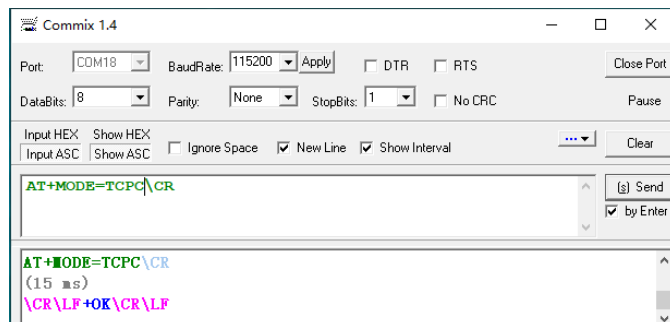 Commix 1.4
Port: COM18 BaudRate: 115200 Apply DTR RTS Close Port
DataBits: 8 Parity: None StopBits: 1 No CRC Pause
Input HEX Show HEX
Input ASC Show ASC Ignore Space New Line Show Interval ... Clear
AT+MODE=TCPC\CR
(s) Send
by Enter
AT+MODE=TCPC\CR
(15 ms)
\CR\LF+OK\CR\LF